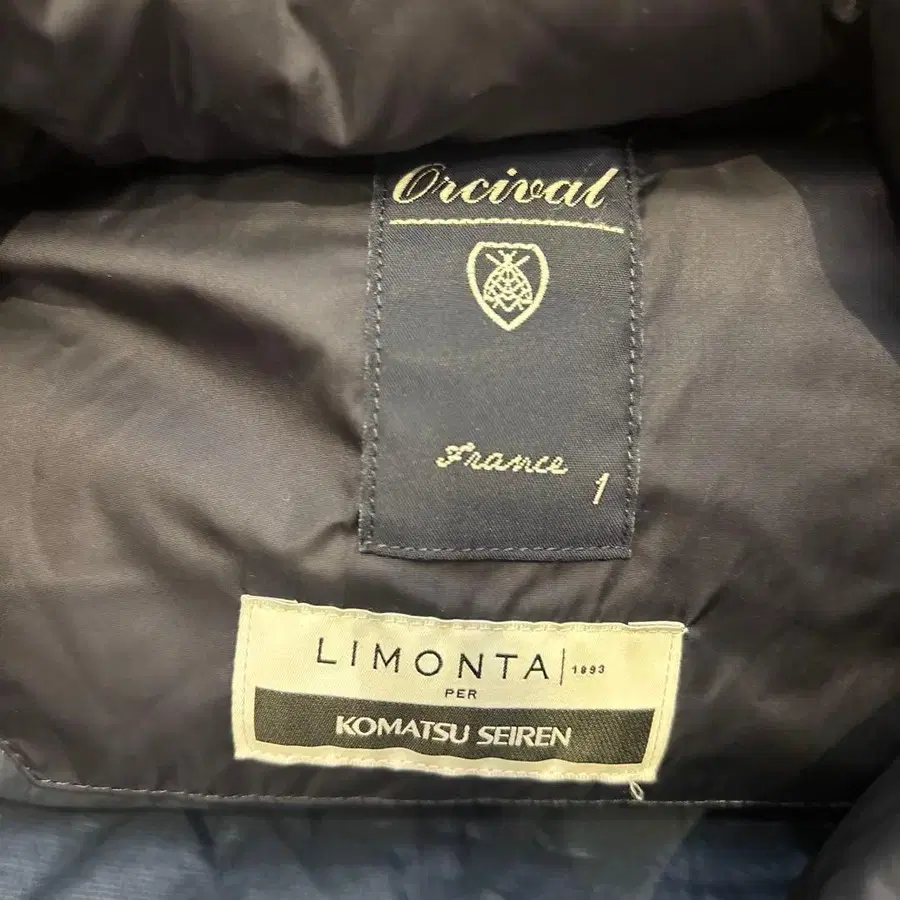 Orcival
France
1
LIMONTA 1893
PER
KOMATSU SEIREN